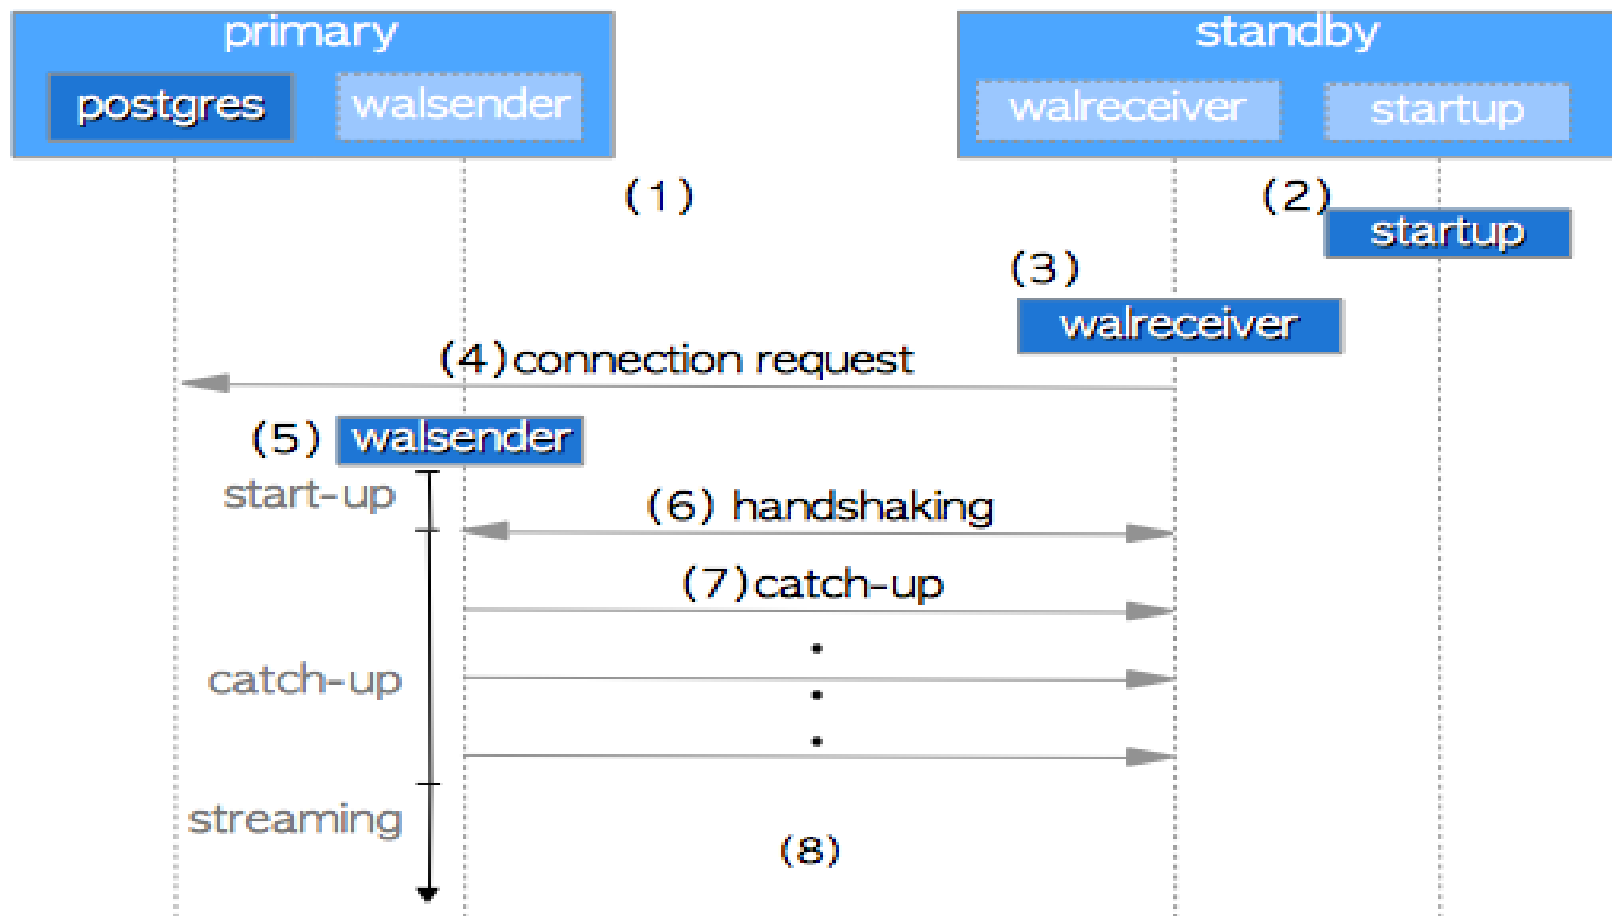 primary
standby
postgres
walsender
walreceiver
startup
(1)
(2)
startup
(3)
walreceiver
(4)connection request
(5)
walsender
start-up
(6) handshaking
(7)catch-up
catch-up
streaming
(8)